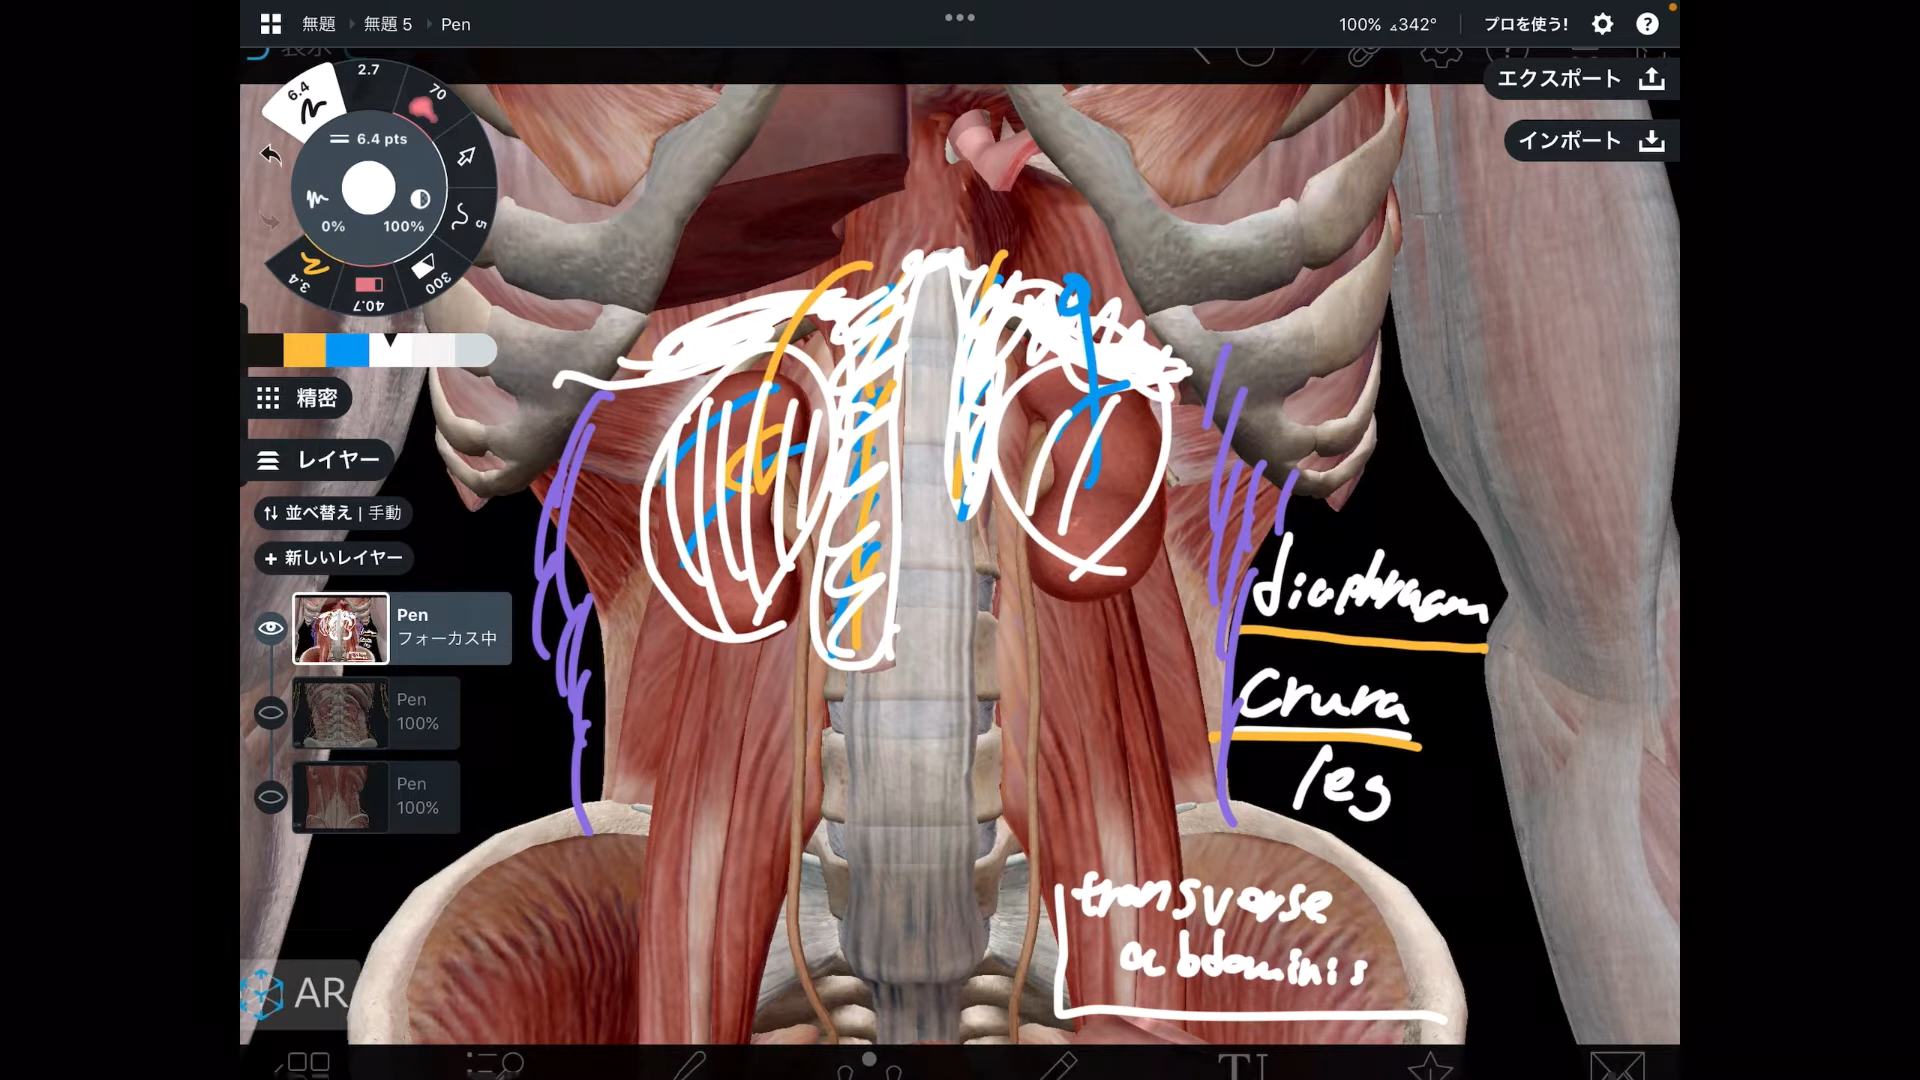 無題 無題 5 Pen
100% 342°
プロを使う!
エクスポート
インポート
2.7
6.4
70
6.4 pts
0% 100%
5
3.4
40.7
300
精密
レイヤー
並べ替え | 手動
+ 新しいレイヤー
Pen
フォーカス中
Pen
100%
Pen
100%
diaphragm
crura
leg
transverse
abdominis
AR